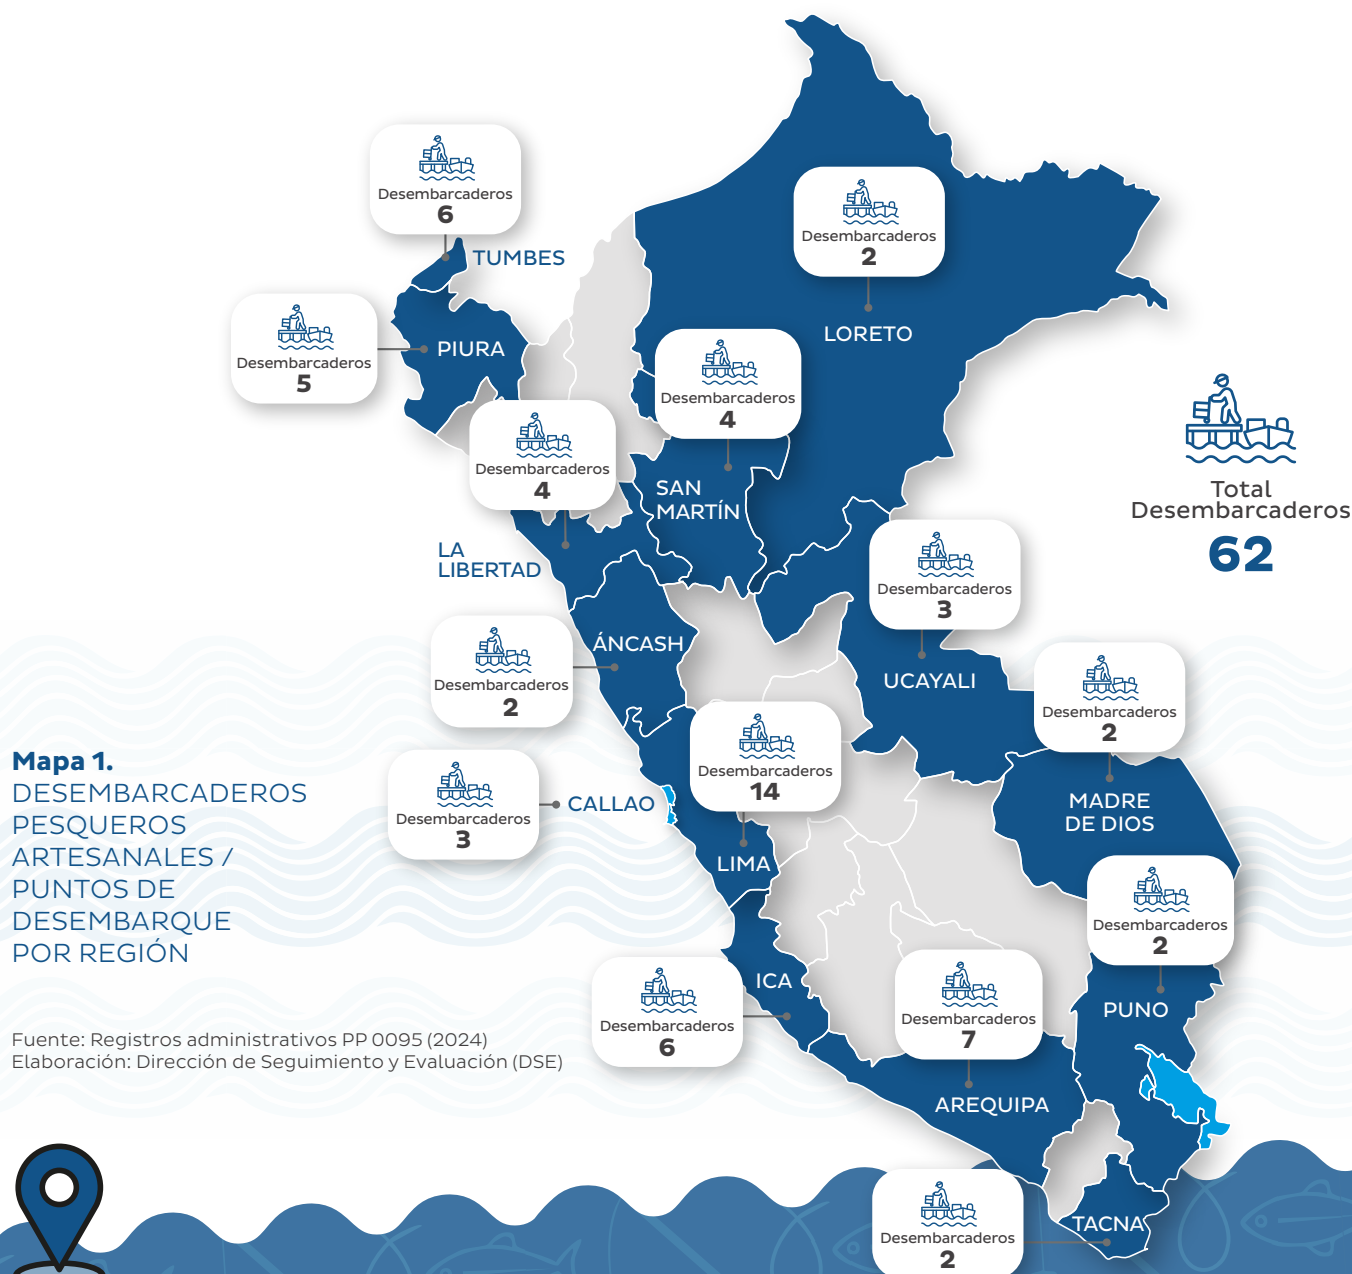 Desembarcaderos
6
TUMBES
Desembarcaderos
2
LORETO
Desembarcaderos
5
PIURA
Desembarcaderos
4
SAN
MARTÍN
Desembarcaderos
4
LA
LIBERTAD
Total
Desembarcaderos
62
Desembarcaderos
3
UCAYALI
Desembarcaderos
2
ÁNCASH
Desembarcaderos
2
MADRE
DE DIOS
Desembarcaderos
14
LIMA
Desembarcaderos
3
CALLAO
Mapa 1.
DESEMBARCADEROS
PESQUEROS
ARTESANALES /
PUNTOS DE
DESEMBARQUE
POR REGIÓN
Desembarcaderos
2
PUNO
Desembarcaderos
6
ICA
Desembarcaderos
7
AREQUIPA
Fuente: Registros administrativos PP 0095 (2024)
Elaboración: Dirección de Seguimiento y Evaluación (DSE)
Desembarcaderos
2
TACNA